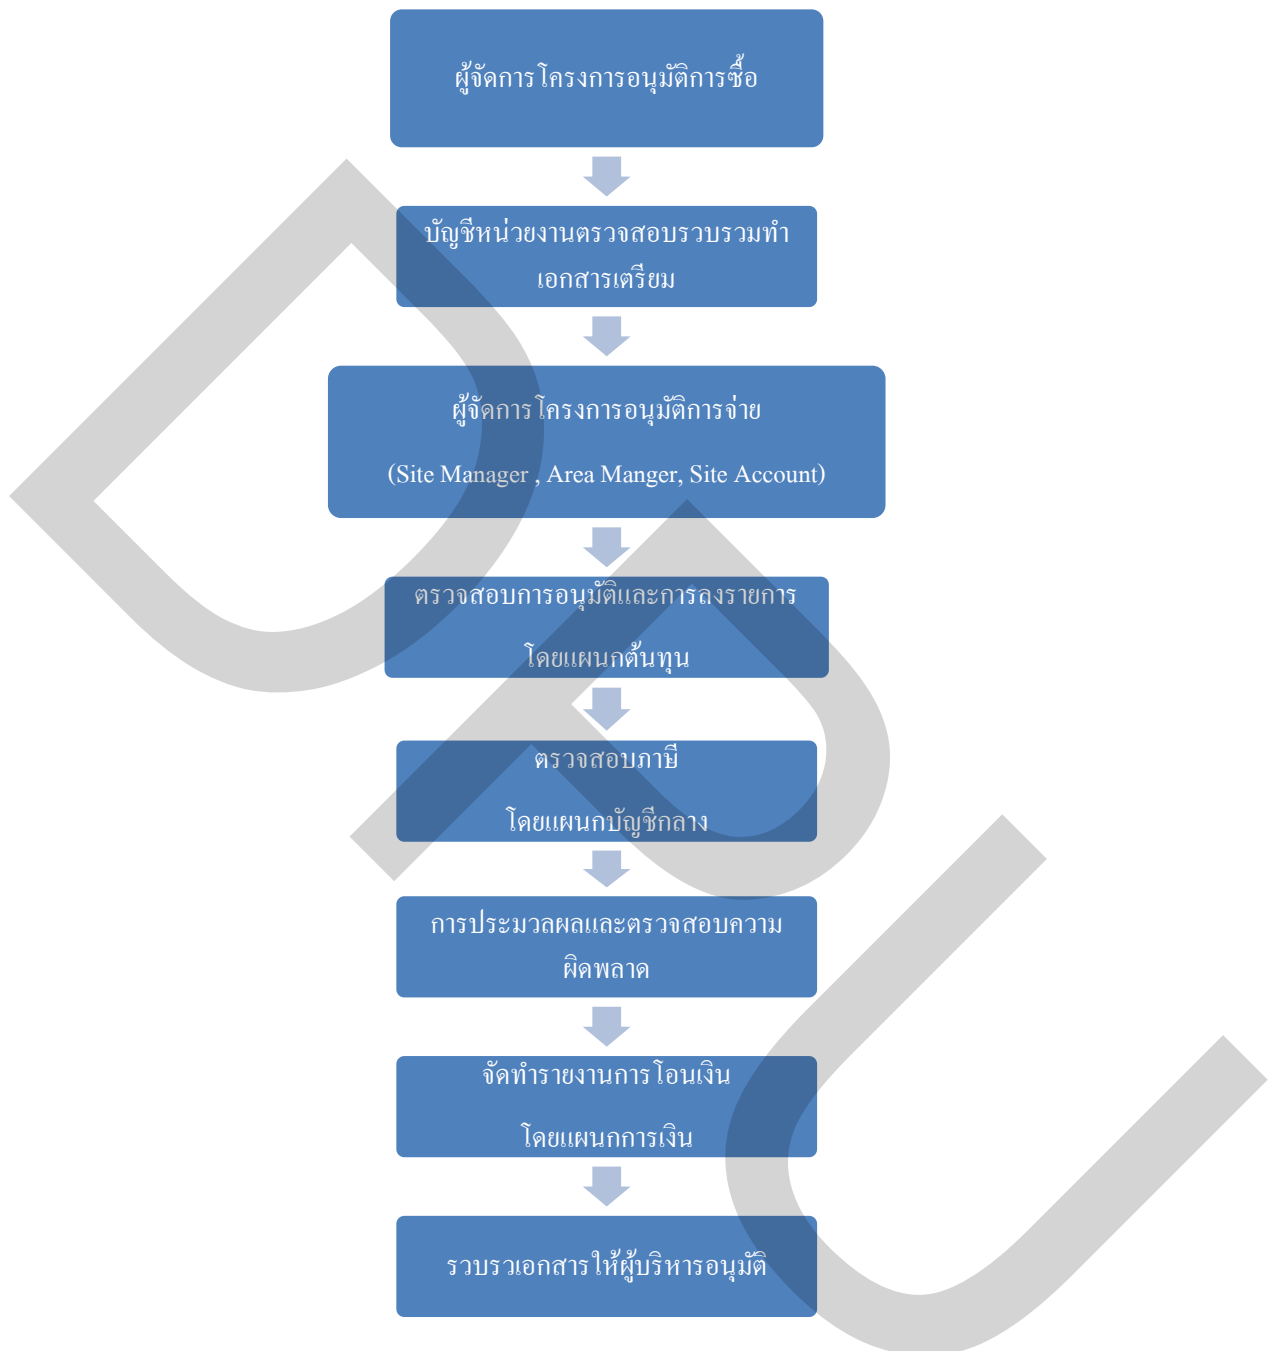 ผู้จัดการโครงการอนุมัติการซื้อ
บัญชีหน่วยงานตรวจสอบรวบรวมทำ
เอกสารเตรียม
ผู้จัดการโครงการอนุมัติการจ่าย
(Site Manager , Area Manger, Site Account)
ตรวจสอบการอนุมัติและการลงรายการ
โดยแผนกต้นทุน
ตรวจสอบภาษี
โดยแผนกบัญชีกลาง
การประมวลผลและตรวจสอบความ
ผิดพลาด
จัดทำรายงานการโอนเงิน
โดยแผนกการเงิน
รวบรวเอกสารให้ผู้บริหารอนุมัติ
DPU